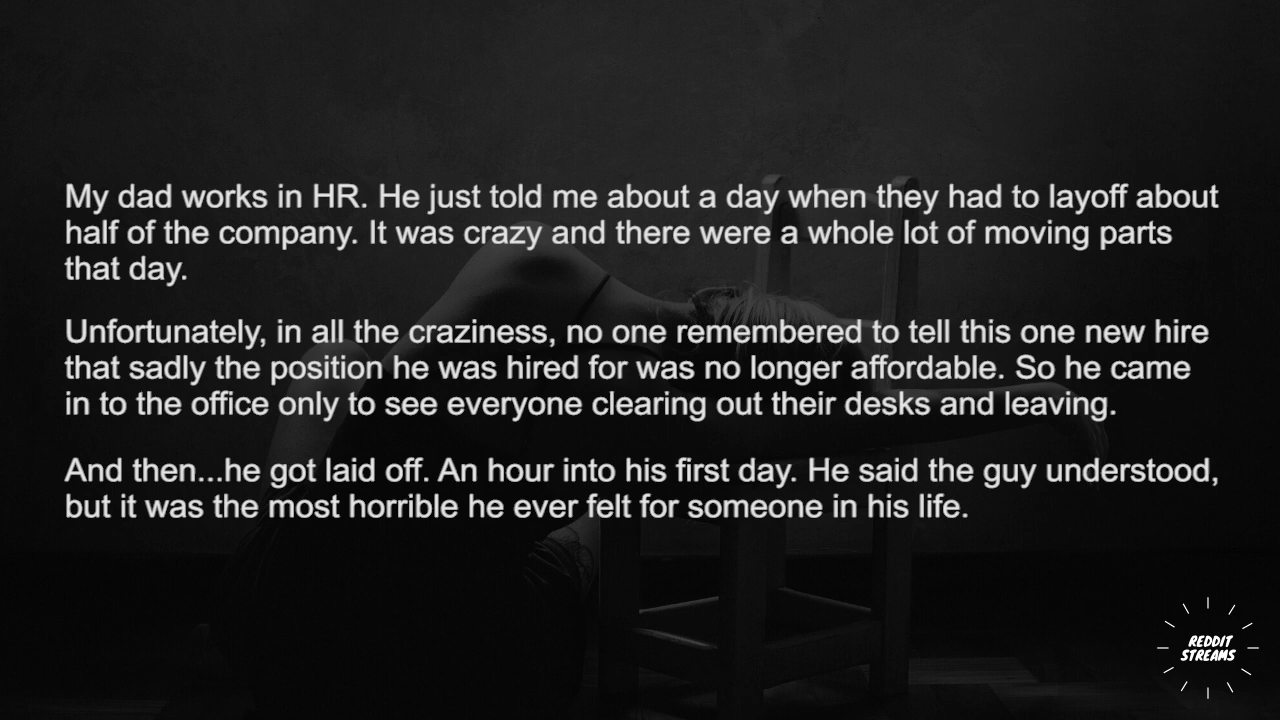 My dad works in HR. He just told me about a day when they had to layoff about
half of the company. It was crazy and there were a whole lot of moving parts
that day.
Unfortunately, in all the craziness, no one remembered to tell this one new hire
that sadly the position he was hired for was no longer affordable. So he came
in to the office only to see everyone clearing out their desks and leaving.
And then...he got laid off. An hour into his first day. He said the guy understood,
but it was the most horrible he ever felt for someone in his life.
REDDIT
STREAMS